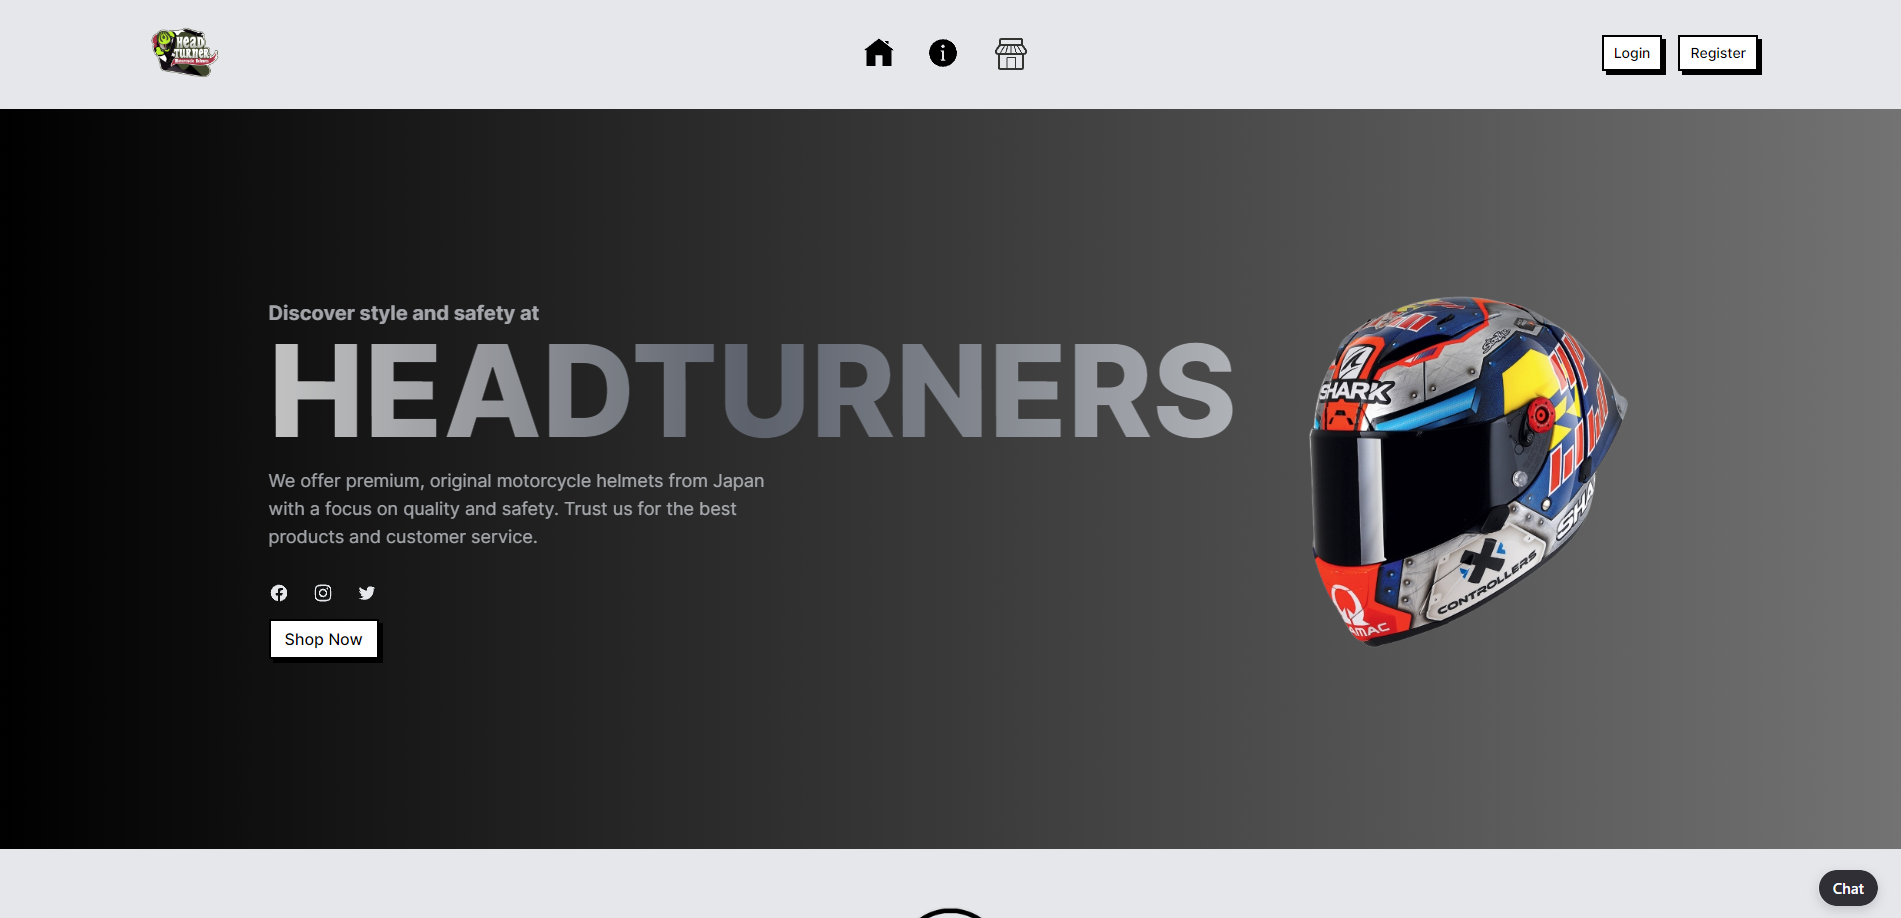 HEAD
TURNER
Login
Register
Discover style and safety at
HEADTURNERS
We offer premium, original motorcycle helmets from Japan
with a focus on quality and safety. Trust us for the best
products and customer service.
Shop Now
SHARK
SHA
CONTROLLERS
AMAC
Chat